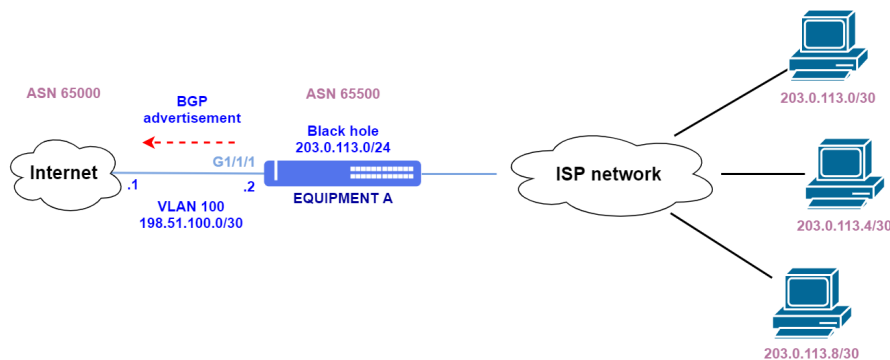 ASN 65000
BGP
advertisement
ASN 65500
Black hole
203.0.113.0/24
Internet
G1/1/1
.1
.2
VLAN 100
198.51.100.0/30
EQUIPMENT A
ISP network
203.0.113.0/30
203.0.113.4/30
203.0.113.8/30